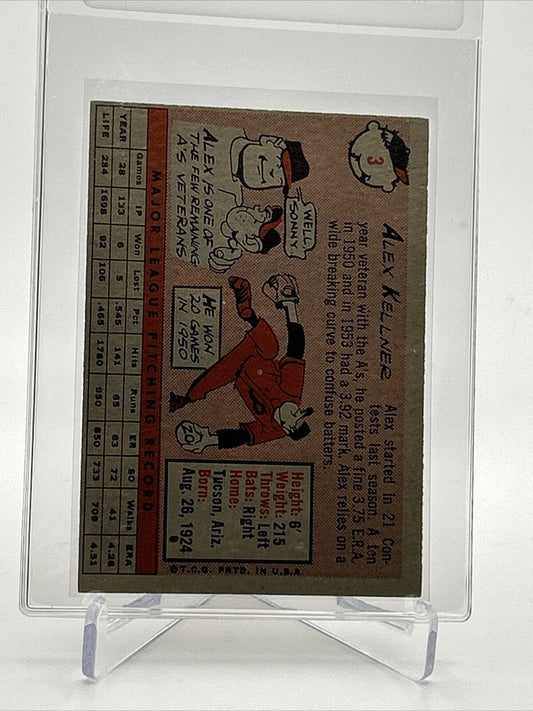 3
ALEX KELLNER
Alex started in 21 Con-
tests last season. A ten
year veteran with the A's, he posted a fine 3.75 E.R.A.
in 1950 and in 1953 had a 3.92 mark. Alex relies on a
wide breaking curve to confuse batters.
WELL, SONNY!
ALEX IS ONE OF
THE FEW REMAINING
A'S VETERANS
HE WON
20 GAMES
IN 1950
20
Height: 6'
Weight: 215
Throws: Left
Bats: Right
Home:
Tucson, Ariz.
Born:
Aug. 26, 1924
© T.C.G. PRTD. IN U.S.A.
MAJOR LEAGUE PITCHING RECORD
Games IP Won Lost Pct Hits Runs ER SO Walks ERA
YEAR 28 133 6 5 .545 141 65 63 72 41 4.26
LIFE 234 1698 92 106 .465 1780 950 850 733 709 4.51